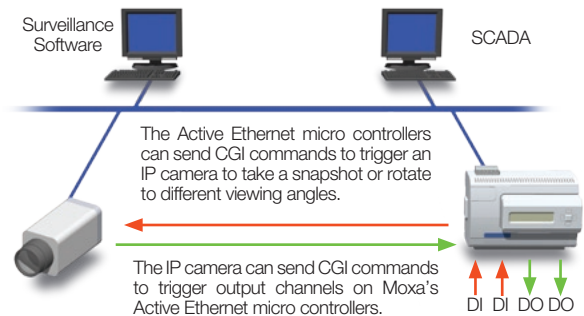 Surveillance
Software
SCADA
The Active Ethernet micro controllers
can send CGI commands to trigger an
IP camera to take a snapshot or rotate
to different viewing angles.
The IP camera can send CGI commands
to trigger output channels on Moxa's
Active Ethernet micro controllers.
DI DI DO DO